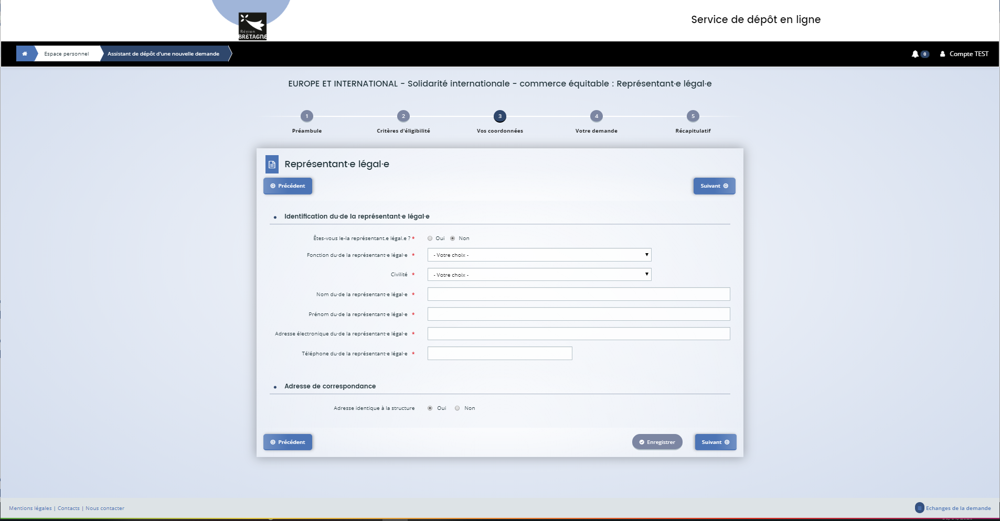 Région
BRETAGNE
Service de dépôt en ligne
Espace personnel
Assistant de dépôt d'une nouvelle demande
0
Compte TEST
EUROPE ET INTERNATIONAL - Solidarité internationale - commerce équitable : Représentant·e légal·e
1
2
3
4
5
Préambule
Critères d'éligibilité
Vos coordonnées
Votre demande
Récapitulatif
Représentant·e légal·e
Précédent
Suivant
Identification du·de la représentant·e légal·e
Êtes-vous le-la représentant.e légal.e ? *
Oui
Non
Fonction du·de la représentant·e légal·e *
- Votre choix -
Civilité *
- Votre choix -
Nom du·de la représentant·e légal·e *
Prénom du·de la représentant·e légal·e *
Adresse électronique du·de la représentant·e légal·e *
Téléphone du·de la représentant·e légal·e *
Adresse de correspondance
Adresse identique à la structure
Oui
Non
Précédent
Enregistrer
Suivant
Mentions légales | Contacts | Nous contacter
Echanges de la demande